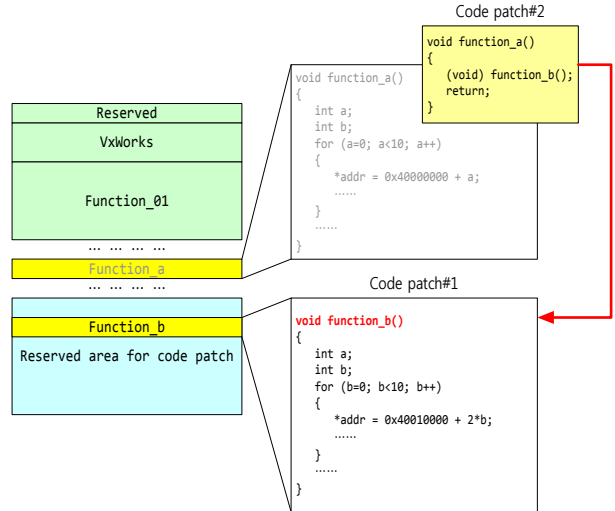 Code patch#2
void function_a()
{
(void) function_b();
return;
}
void function_a()
{
int a;
int b;
for (a=0; a<10; a++)
{
*addr = 0x40000000 + a;
......
}
......
}
Reserved
VxWorks
Function_01
... ... ... ...
Function_a
... ... ... ...
Function_b
Reserved area for code patch
Code patch#1
void function_b()
{
int a;
int b;
for (b=0; b<10; b++)
{
*addr = 0x40010000 + 2*b;
......
}
......
}